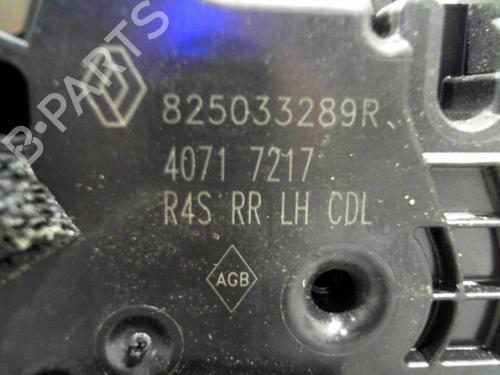 B-PARTS
825033289R
4071 7217
R4S RR LH CDL
AGB